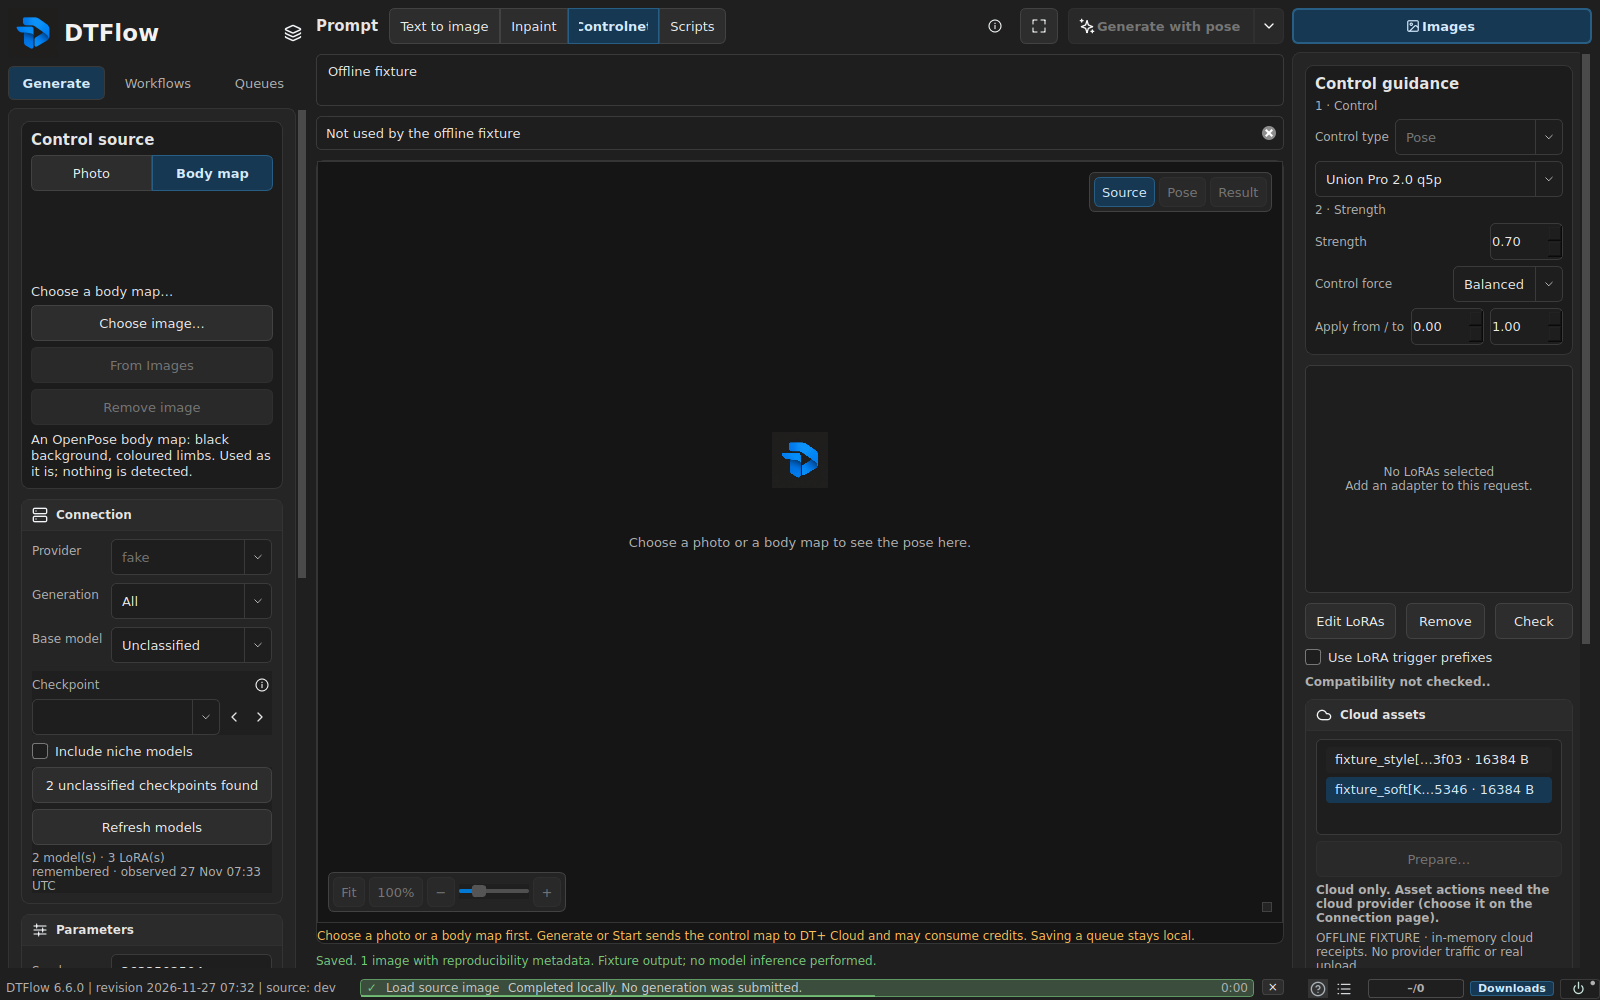 DTFlow
Prompt
Text to image
Inpaint
Controlnet
Scripts
Generate with pose
Images
Generate
Workflows
Queues
Control source
Photo
Body map
Choose a body map...
Choose image...
From Images
Remove image
An OpenPose body map: black
background, coloured limbs. Used as
it is; nothing is detected.
Connection
Provider
fake
Generation
All
Base model
Unclassified
Checkpoint
Include niche models
2 unclassified checkpoints found
Refresh models
2 model(s) · 3 LoRA(s)
remembered · observed 27 Nov 07:33
UTC
Parameters
Offline fixture
Not used by the offline fixture
Source
Pose
Result
Choose a photo or a body map to see the pose here.
Fit
100%
−
+
Choose a photo or a body map first. Generate or Start sends the control map to DT+ Cloud and may consume credits. Saving a queue stays local.
Saved. 1 image with reproducibility metadata. Fixture output; no model inference performed.
Control guidance
1 · Control
Control type
Pose
Union Pro 2.0 q5p
2 · Strength
Strength
0.70
Control force
Balanced
Apply from / to
0.00
1.00
No LoRAs selected
Add an adapter to this request.
Edit LoRAs
Remove
Check
Use LoRA trigger prefixes
Compatibility not checked..
Cloud assets
fixture_style[...3f03 · 16384 B
fixture_soft[K...5346 · 16384 B
Prepare...
Cloud only. Asset actions need the
cloud provider (choose it on the
Connection page).
OFFLINE FIXTURE · in-memory cloud
receipts. No provider traffic or real
upload.
DTFlow 6.6.0 | revision 2026-11-27 07:32 | source: dev
✓ Load source image Completed locally. No generation was submitted.
0:00
–/0
Downloads